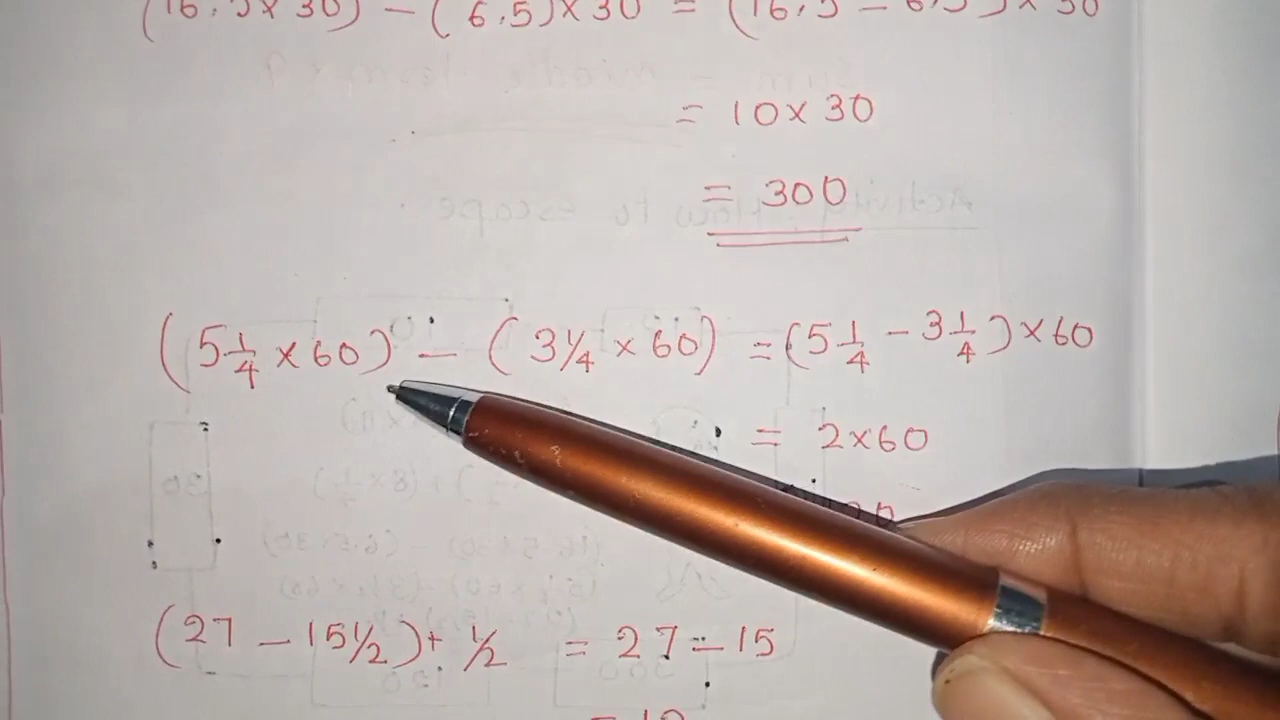 (16.5×30) − (6.5)×30 = (16.5 − 6.5)×30
= 10×30
= 300
(5 1/4 ×60) − (3 1/4 × 60) = (5 1/4 − 3 1/4)×60
= 2×60
(27 − 15 1/2) + 1/2 = 27 − 15